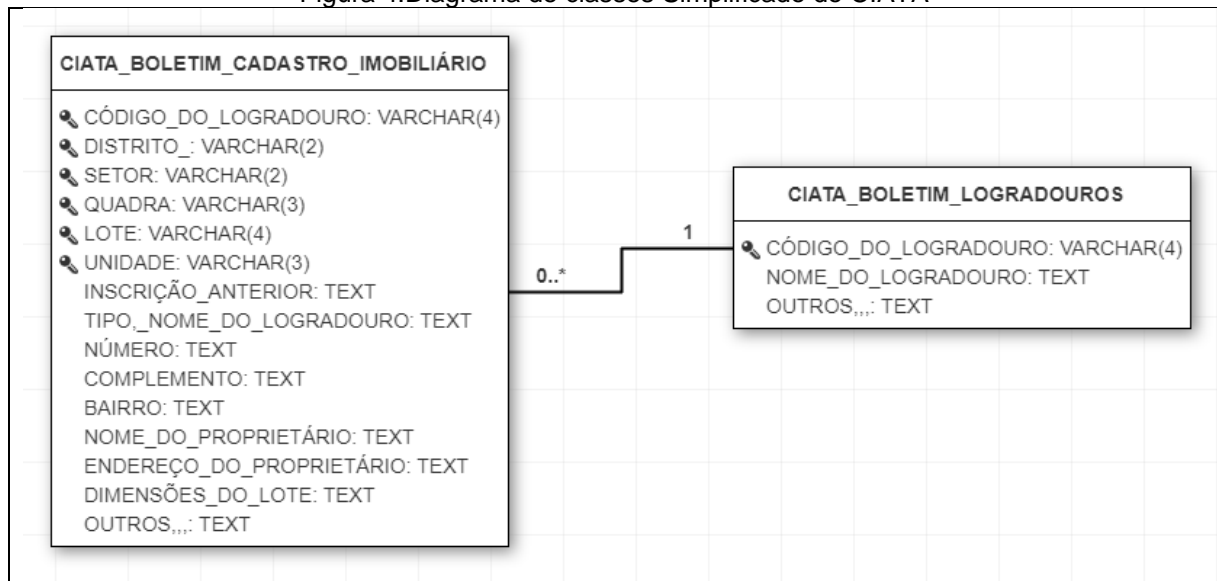 CIATA_BOLETIM_CADASTRO_IMOBILIÁRIO
CÓDIGO_DO_LOGRADOURO: VARCHAR(4)
DISTRITO_: VARCHAR(2)
SETOR: VARCHAR(2)
QUADRA: VARCHAR(3)
LOTE: VARCHAR(4)
UNIDADE: VARCHAR(3)
INSCRIÇÃO_ANTERIOR: TEXT
TIPO,_NOME_DO_LOGRADOURO: TEXT
NÚMERO: TEXT
COMPLEMENTO: TEXT
BAIRRO: TEXT
NOME_DO_PROPRIETÁRIO: TEXT
ENDEREÇO_DO_PROPRIETÁRIO: TEXT
DIMENSÕES_DO_LOTE: TEXT
OUTROS,,,: TEXT
0..*
1
CIATA_BOLETIM_LOGRADOUROS
CÓDIGO_DO_LOGRADOURO: VARCHAR(4)
NOME_DO_LOGRADOURO: TEXT
OUTROS,,,: TEXT